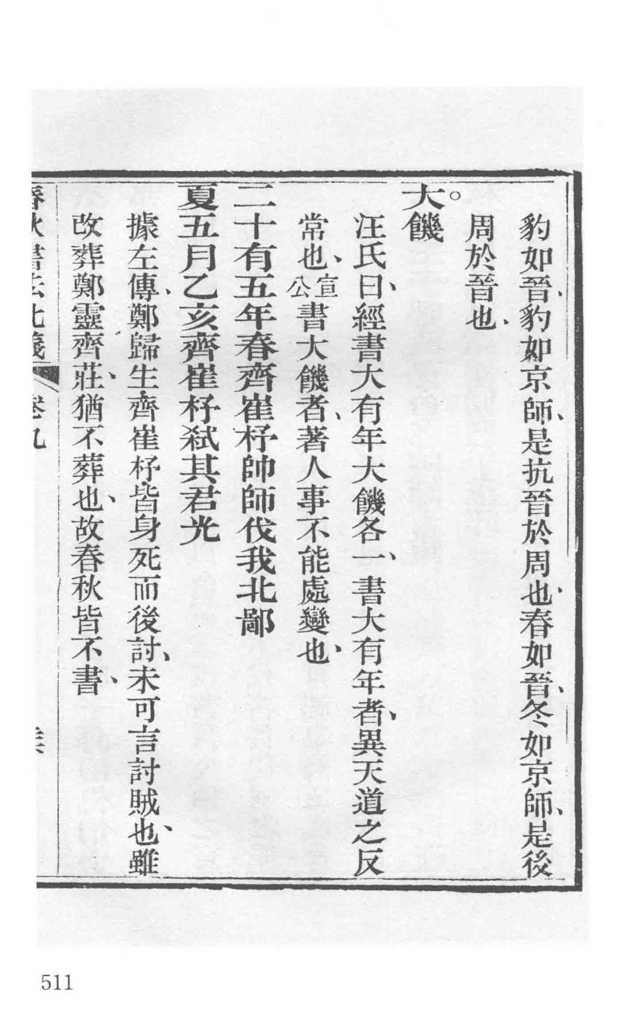 豹如晉、豹如京師、是抗晉於周也、春如晉、冬如京師、是後
周於晉也、
大饑。
汪氏曰、經書大有年大饑各一、書大有年者、異天道之反
常也、宣公書大饑者、著人事不能處變也、
二十有五年春齊崔杼帥師伐我北鄙
夏五月乙亥齊崔杼弒其君光
據左傳、鄭歸生齊崔杼皆身死而後討、未可言討賊也、雖
改葬鄭靈齊莊、猶不葬也、故春秋皆不書、
春秋書法比義
卷九
511